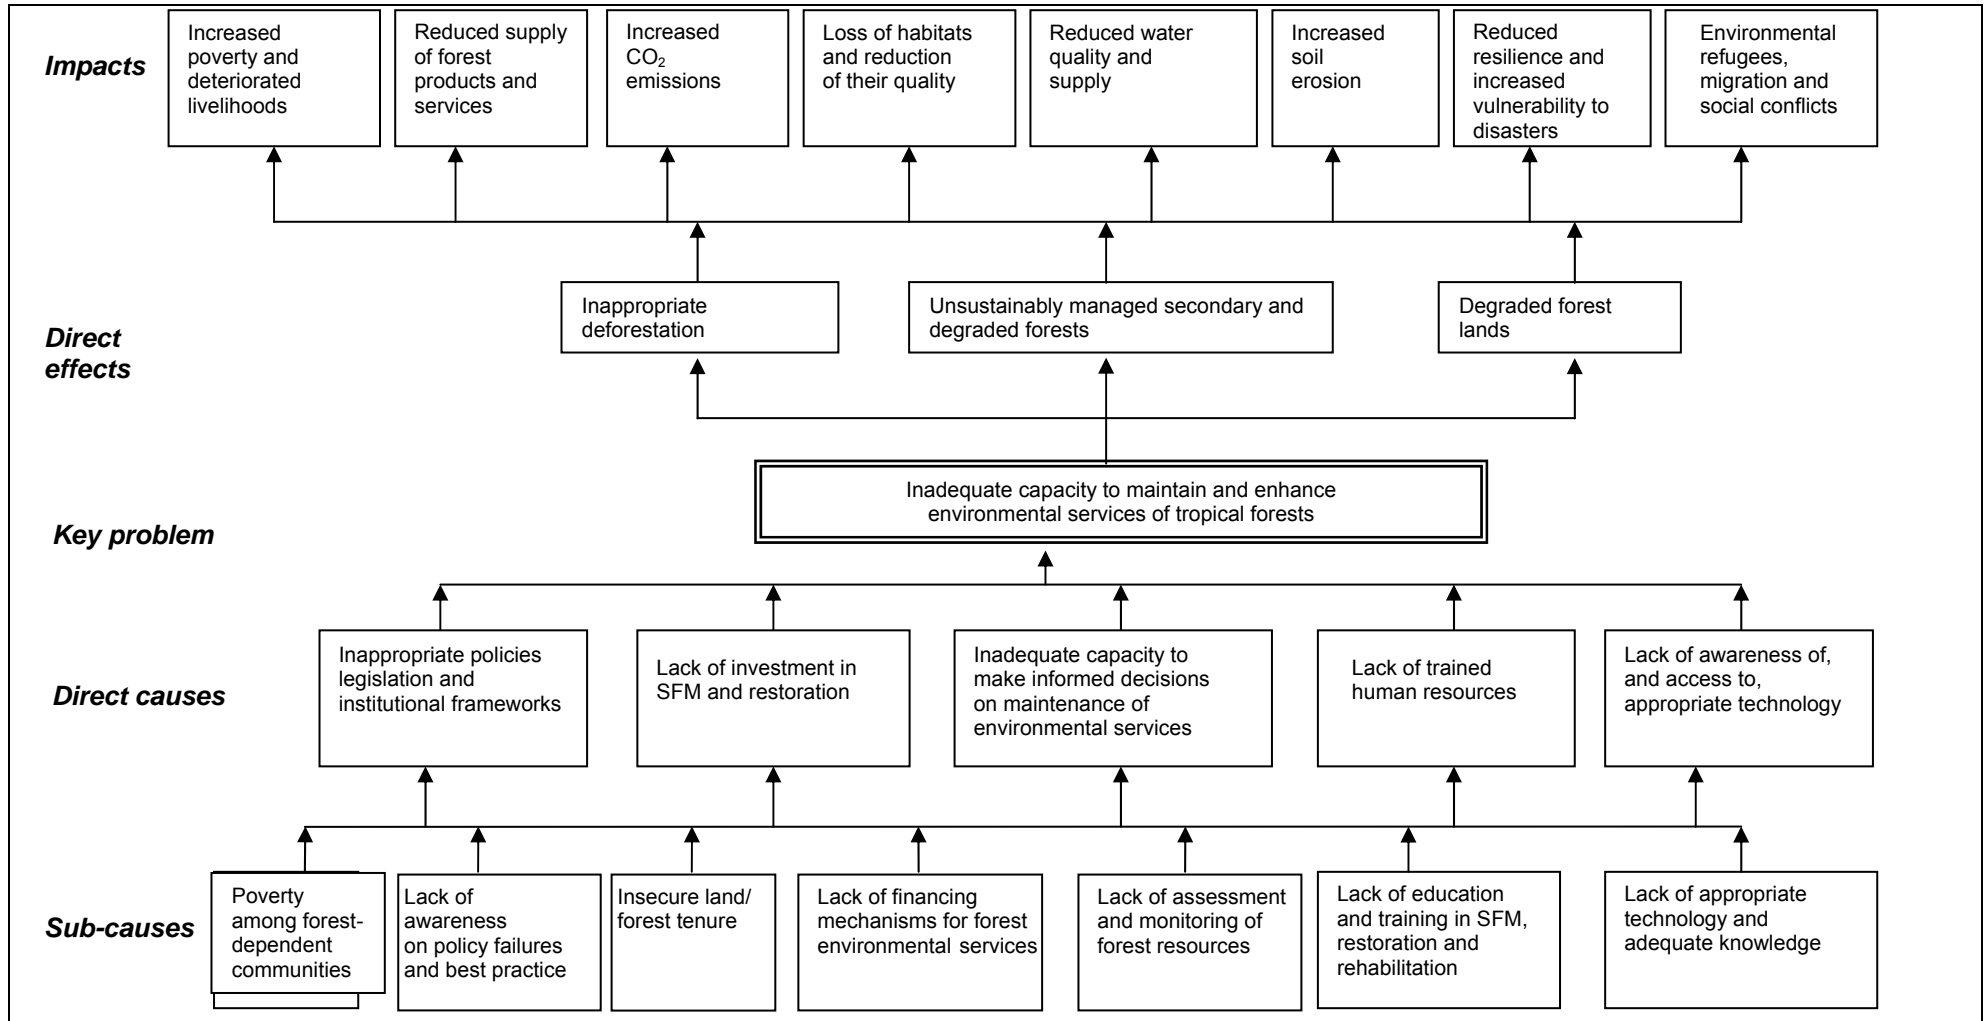 Impacts
Increased
poverty and
deteriorated
livelihoods
Reduced supply
of forest
products and
services
Increased
CO₂
emissions
Loss of habitats
and reduction
of their quality
Reduced water
quality and
supply
Increased
soil
erosion
Reduced
resilience and
increased
vulnerability to
disasters
Environmental
refugees,
migration and
social conflicts
Direct
effects
Inappropriate
deforestation
Unsustainably managed secondary and
degraded forests
Degraded forest
lands
Key problem
Inadequate capacity to maintain and enhance
environmental services of tropical forests
Direct causes
Inappropriate policies
legislation and
institutional frameworks
Lack of investment in
SFM and restoration
Inadequate capacity to
make informed decisions
on maintenance of
environmental services
Lack of trained
human resources
Lack of awareness of,
and access to,
appropriate technology
Sub-causes
Poverty
among forest-
dependent
communities
Lack of
awareness
on policy failures
and best practice
Insecure land/
forest tenure
Lack of financing
mechanisms for forest
environmental services
Lack of assessment
and monitoring of
forest resources
Lack of education
and training in SFM,
restoration and
rehabilitation
Lack of appropriate
technology and
adequate knowledge